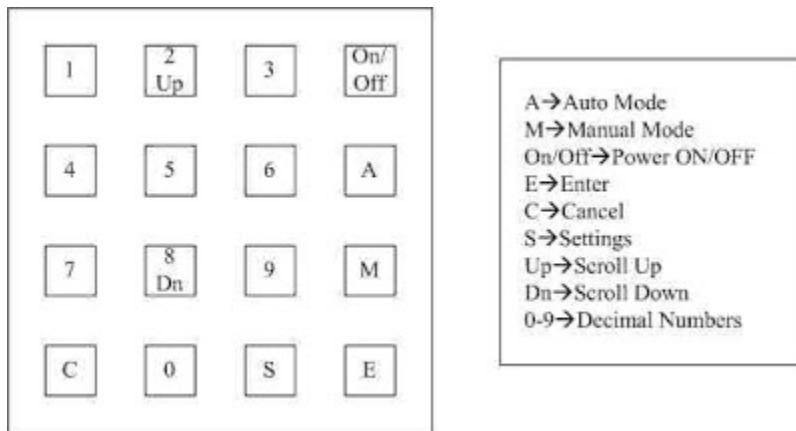 1
2
Up
3
On/
Off
4
5
6
A
7
8
Dn
9
M
C
0
S
E
A→Auto Mode
M→Manual Mode
On/Off→Power ON/OFF
E→Enter
C→Cancel
S→Settings
Up→Scroll Up
Dn→Scroll Down
0-9→Decimal Numbers